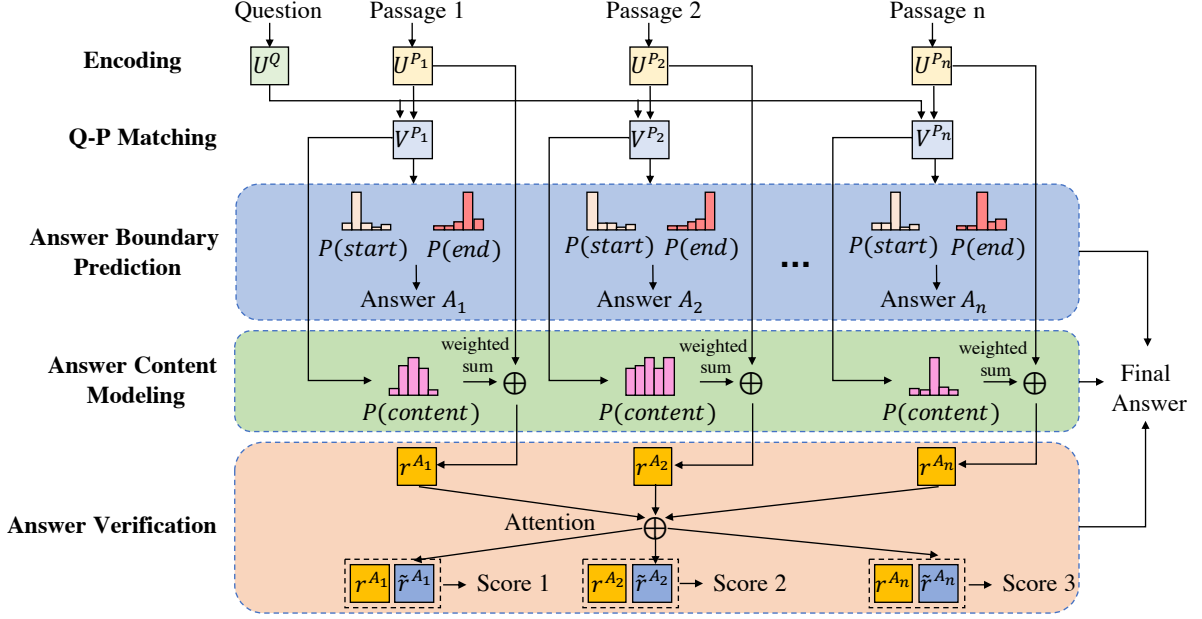 Question Passage 1 Passage 2 Passage n
Encoding U^Q U^{P_1} U^{P_2} U^{P_n}
Q-P Matching V^{P_1} V^{P_2} V^{P_n}
Answer Boundary
Prediction
P(start) P(end) P(start) P(end) ... P(start) P(end)
Answer A_1 Answer A_2 Answer A_n
Answer Content
Modeling
weighted
sum
weighted
sum
weighted
sum
P(content) P(content) P(content)
Final
Answer
r^{A_1} r^{A_2} r^{A_n}
Answer Verification
Attention
r^{A_1} r̃^{A_1} Score 1 r^{A_2} r̃^{A_2} Score 2 r^{A_n} r̃^{A_n} Score 3